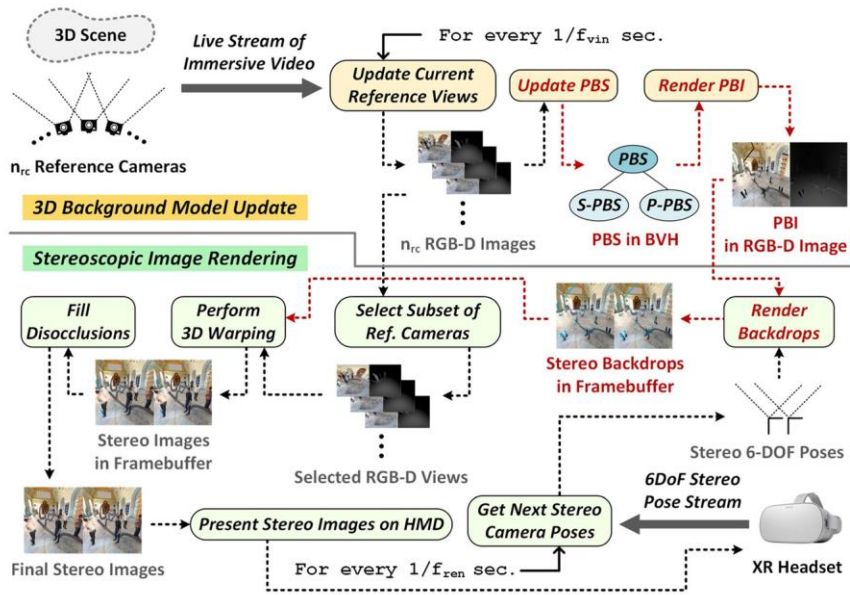 3D Scene
Live Stream of
Immersive Video
For every 1/fvin sec.
Update Current
Reference Views
Update PBS
Render PBI
nrc Reference Cameras
PBS
S-PBS
P-PBS
3D Background Model Update
nrc RGB-D Images
PBS in BVH
PBI
in RGB-D Image
Stereoscopic Image Rendering
Fill
Disocclusions
Perform
3D Warping
Select Subset of
Ref. Cameras
Render
Backdrops
Stereo Backdrops
in Framebuffer
Stereo Images
in Framebuffer
Selected RGB-D Views
Stereo 6-DOF Poses
6DoF Stereo
Pose Stream
Present Stereo Images on HMD
Get Next Stereo
Camera Poses
Final Stereo Images
For every 1/fren sec.
XR Headset